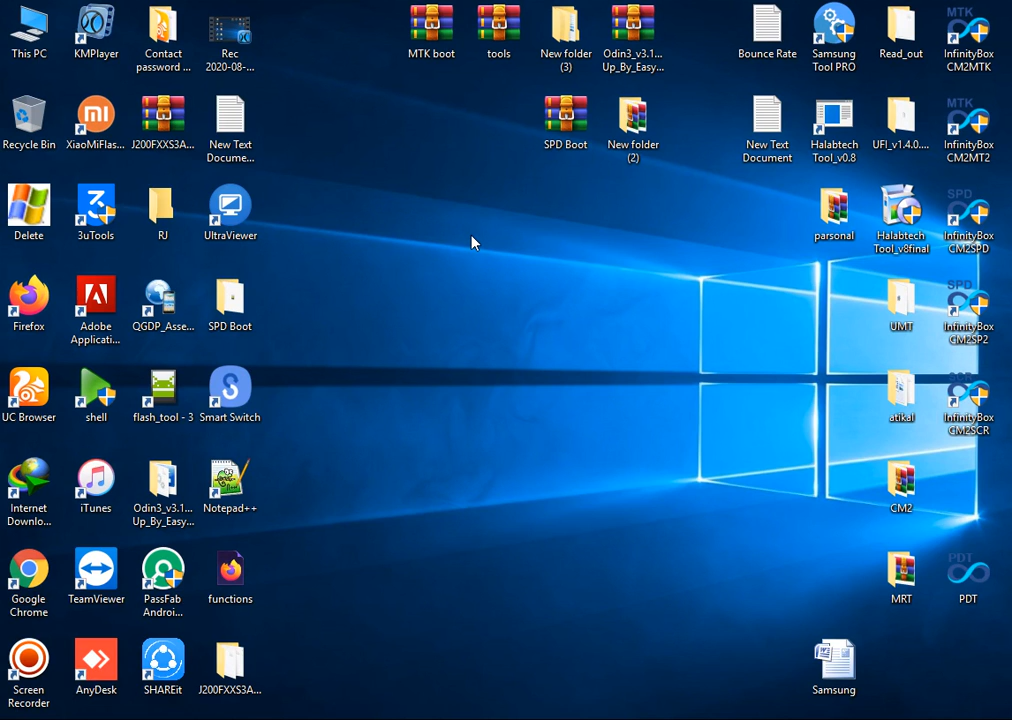 This PC
KMPlayer
Contact
password ...
Rec
2020-08-...
MTK boot
tools
New folder
(3)
Odin3_v3.1...
Up_By_Easy...
Bounce Rate
Samsung
Tool PRO
Read_out
MTK
InfinityBox
CM2MTK
Recycle Bin
XiaoMiFlas...
J200FXXS3A...
New Text
Docume...
SPD Boot
New folder
(2)
New Text
Document
Halabtech
Tool_v0.8
UFI_v1.4.0....
MTK
InfinityBox
CM2MT2
Delete
3uTools
RJ
UltraViewer
parsonal
Halabtech
Tool_v8final
SPD
InfinityBox
CM2SPD
Firefox
Adobe
Applicati...
QGDP_Asse...
SPD Boot
UMT
SPD
InfinityBox
CM2SP2
UC Browser
shell
flash_tool - 3
Smart Switch
atikal
InfinityBox
CM2SCR
Internet
Downlo...
iTunes
Odin3_v3.1...
Up_By_Easy...
Notepad++
CM2
Google
Chrome
TeamViewer
PassFab
Androi...
functions
MRT
PDT
PDT
Screen
Recorder
AnyDesk
SHAREit
J200FXXS3A...
Samsung